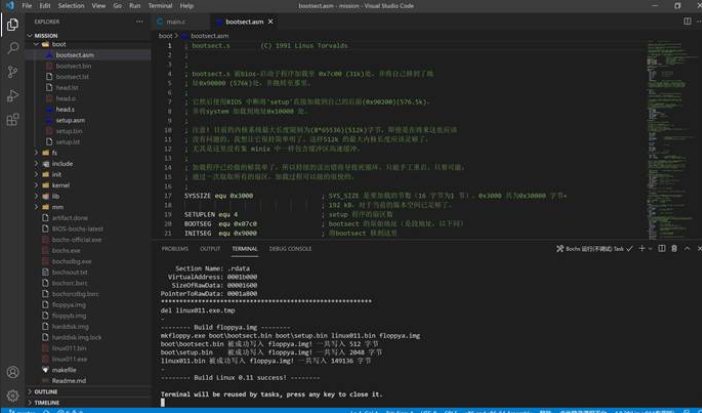 File Edit Selection View Go Run Terminal Help
bootsect.asm - mission - Visual Studio Code
EXPLORER
MISSION
boot
bootsect.asm
bootsect.bin
bootsect.txt
head.txt
head.o
head.s
setup.asm
setup.bin
setup.txt
fs
include
init
kernel
lib
mm
artifact.done
BIOS-bochs-latest
bochs-official.exe
bochs.exe
bochsdbg.exe
bochsout.txt
bochsrc.bxrc
floppya.img
floppyb.img
harddisk.img
harddisk.img.lock
linux011.bin
linux011.exe
makefile
Readme.md
OUTLINE
TIMELINE
main.c
bootsect.asm
boot > bootsect.asm
1 ; bootsect.s (C) 1991 Linus Torvalds
2 ;
3 ;
4 ; bootsect.s 被bios-启动子程序加载至 0x7c00 (31k)处，并将自己移到了地
5 ; 址0x90000 (576k)处，并跳转至那里。
6 ;
7 ; 它然后使用BIOS 中断将'setup'直接加载到自己的后面(0x90200)(576.5k)，
8 ; 并将system 加载到地址0x10000 处。
9 ;
10 ; 注意! 目前的内核系统最大长度限制为(8*65536)(512k)字节，即使是在将来这也应该
11 ; 没有问题的。我想让它保持简单明了。这样512k 的最大内核长度应该足够了，
12 ; 尤其是这里没有象 minix 中一样包含缓冲区高速缓冲。
13 ;
14 ; 加载程序已经做的够简单了，所以持续的读出错将导致死循环。只能手工重启。只要可能，
15 ; 通过一次取取所有的扇区，加载过程可以做的很快的。
16 ;
17 SYSSIZE equ 0x3000 ; SYS_SIZE 是要加载的节数（16 字节为1 节）。0x3000 共为0x30000 字节=
18 ; 192 kB，对于当前的版本空间已足够了。
19 SETUPLEN equ 4 ; setup 程序的扇区数
20 BOOTSEG equ 0x07c0 ; bootsect 的原始地址（是段地址，以下同）
21 INITSEG equ 0x9000 ; 将bootsect 移到这里
PROBLEMS OUTPUT TERMINAL DEBUG CONSOLE
Section Name: .rdata
VirtualAddress: 0001b000
SizeOfRawData: 00001600
PointerToRawData: 0001a800
del linux011.exe.tmp
-
-------- Build floppya.img --------
mkfloppy.exe boot\bootsect.bin boot\setup.bin linux011.bin floppya.img
boot\bootsect.bin 被成功写入 floppya.img! 一共写入 512 字节
boot\setup.bin 被成功写入 floppya.img! 一共写入 2048 字节
linux011.bin 被成功写入 floppya.img! 一共写入 149136 字节
-
-------- Build Linux 0.11 success! --------
Terminal will be reused by tasks, press any key to close it.